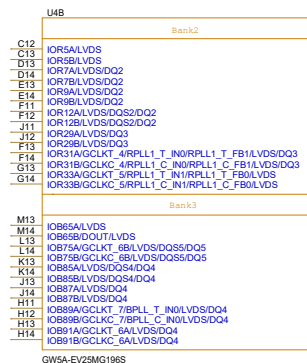 U4B
Bank2
C12 IOR5A/LVDS
C13 IOR5B/LVDS
D13 IOR7A/LVDS/DQ2
D14 IOR7B/LVDS/DQ2
E13 IOR9A/LVDS/DQ2
E14 IOR9B/LVDS/DQ2
F11 IOR12A/LVDS/DQS2/DQ2
F12 IOR12B/LVDS/DQS2/DQ2
J11 IOR29A/LVDS/DQ3
J12 IOR29B/LVDS/DQ3
F13 IOR31A/GCLKT_4/RPLL1_T_IN0/RPLL1_T_FB1/LVDS/DQ3
F14 IOR31B/GCLKC_4/RPLL1_C_IN0/RPLL1_C_FB1/LVDS/DQ3
G13 IOR33A/GCLKT_5/RPLL1_T_IN1/RPLL1_T_FB0/LVDS
G14 IOR33B/GCLKC_5/RPLL1_C_IN1/RPLL1_C_FB0/LVDS
Bank3
M13 IOB65A/LVDS
M14 IOB65B/DOUT/LVDS
L13 IOB75A/GCLKT_6B/LVDS/DQS5/DQ5
L14 IOB75B/GCLKC_6B/LVDS/DQS5/DQ5
K13 IOB85A/LVDS/DQS4/DQ4
K14 IOB85B/LVDS/DQS4/DQ4
J13 IOB87A/LVDS/DQ4
J14 IOB87B/LVDS/DQ4
H11 IOB89A/GCLKT_7/BPLL_T_IN0/LVDS/DQ4
H12 IOB89B/GCLKC_7/BPLL_C_IN0/LVDS/DQ4
H13 IOB91A/GCLKT_6A/LVDS/DQ4
H14 IOB91B/GCLKC_6A/LVDS/DQ4
GW5A-EV25MG196S